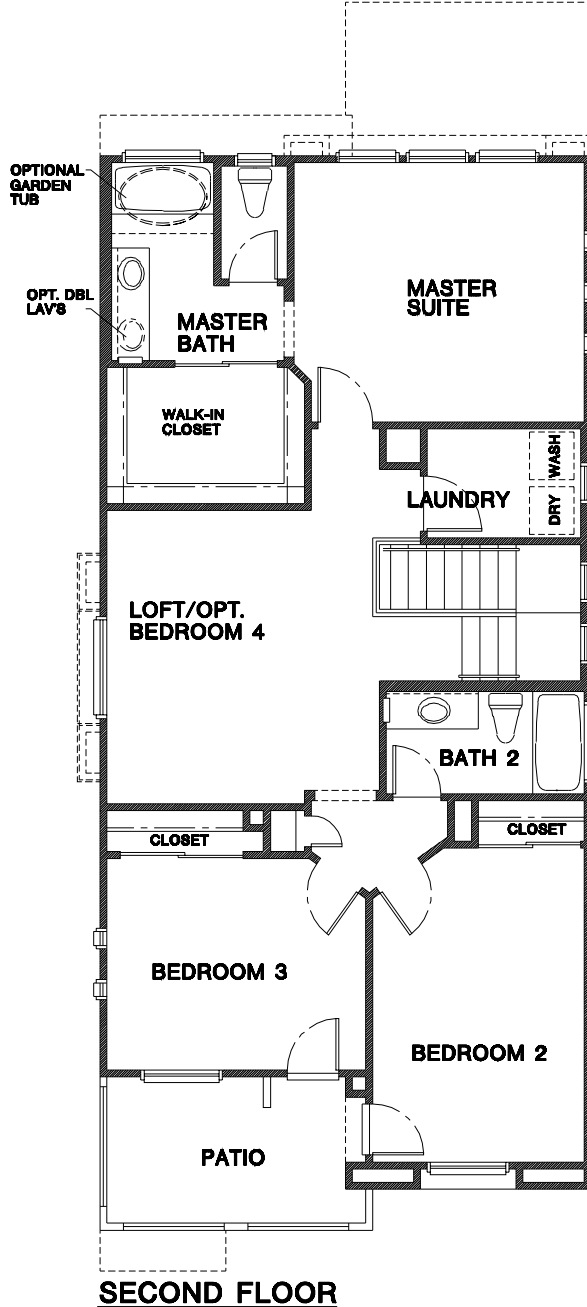 OPTIONAL
GARDEN
TUB
OPT. DBL
LAV'S
MASTER
BATH
MASTER
SUITE
WALK-IN
CLOSET
WASH
DRY
LAUNDRY
LOFT/OPT.
BEDROOM 4
BATH 2
CLOSET
CLOSET
BEDROOM 3
BEDROOM 2
PATIO
SECOND FLOOR